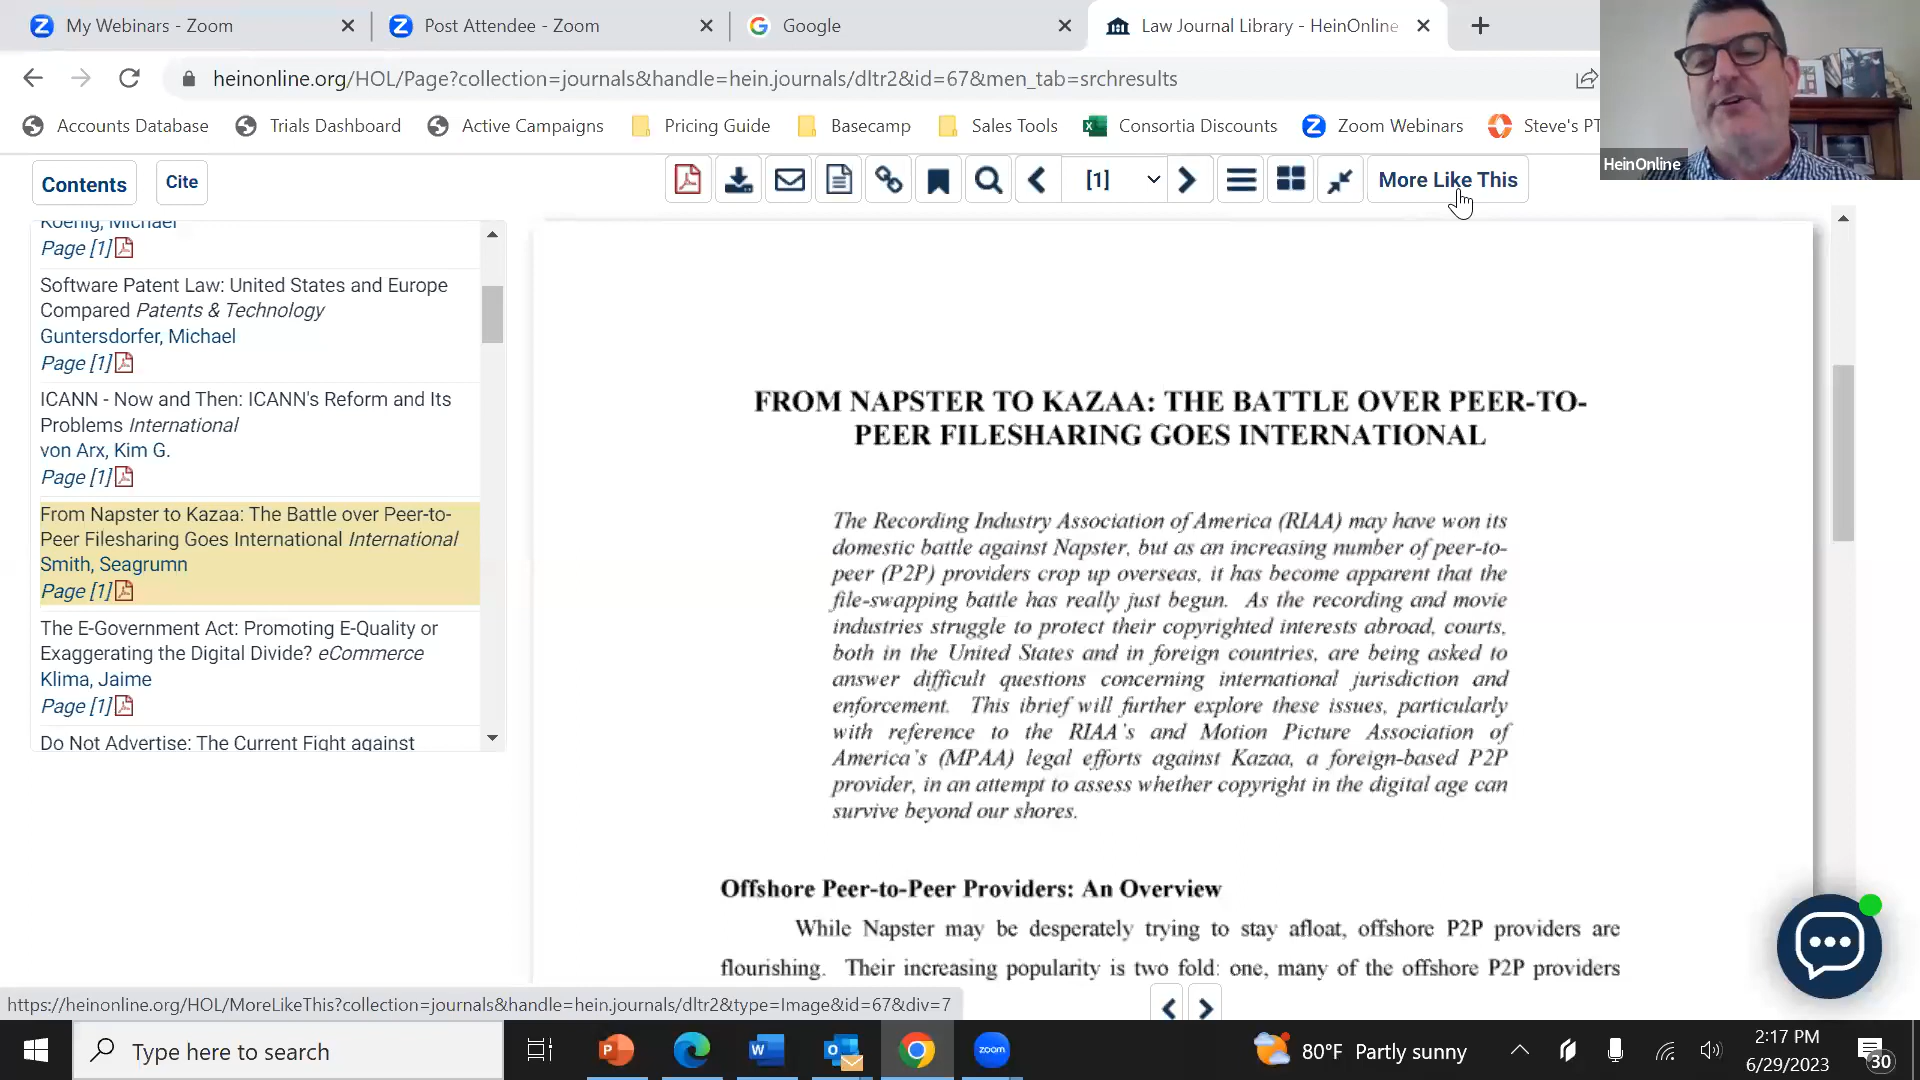 My Webinars - Zoom
Post Attendee - Zoom
Google
Law Journal Library - HeinOnline
heinonline.org/HOL/Page?collection=journals&handle=hein.journals/dltr2&id=67&men_tab=srchresults
Accounts Database
Trials Dashboard
Active Campaigns
Pricing Guide
Basecamp
Sales Tools
Consortia Discounts
Zoom Webinars
Steve's PT
HeinOnline
Contents
Cite
[1]
More Like This
Koenig, Michael
Page [1]
Software Patent Law: United States and Europe
Compared Patents & Technology
Guntersdorfer, Michael
Page [1]
ICANN - Now and Then: ICANN's Reform and Its
Problems International
von Arx, Kim G.
Page [1]
From Napster to Kazaa: The Battle over Peer-to-
Peer Filesharing Goes International International
Smith, Seagrumn
Page [1]
The E-Government Act: Promoting E-Quality or
Exaggerating the Digital Divide? eCommerce
Klima, Jaime
Page [1]
Do Not Advertise: The Current Fight against
FROM NAPSTER TO KAZAA: THE BATTLE OVER PEER-TO-
PEER FILESHARING GOES INTERNATIONAL
The Recording Industry Association of America (RIAA) may have won its
domestic battle against Napster, but as an increasing number of peer-to-
peer (P2P) providers crop up overseas, it has become apparent that the
file-swapping battle has really just begun. As the recording and movie
industries struggle to protect their copyrighted interests abroad, courts,
both in the United States and in foreign countries, are being asked to
answer difficult questions concerning international jurisdiction and
enforcement. This ibrief will further explore these issues, particularly
with reference to the RIAA's and Motion Picture Association of
America's (MPAA) legal efforts against Kazaa, a foreign-based P2P
provider, in an attempt to assess whether copyright in the digital age can
survive beyond our shores.
Offshore Peer-to-Peer Providers: An Overview
While Napster may be desperately trying to stay afloat, offshore P2P providers are
flourishing. Their increasing popularity is two fold: one, many of the offshore P2P providers
https://heinonline.org/HOL/MoreLikeThis?collection=journals&handle=hein.journals/dltr2&type=Image&id=67&div=7
Type here to search
zoom
80°F Partly sunny
2:17 PM
6/29/2023
30